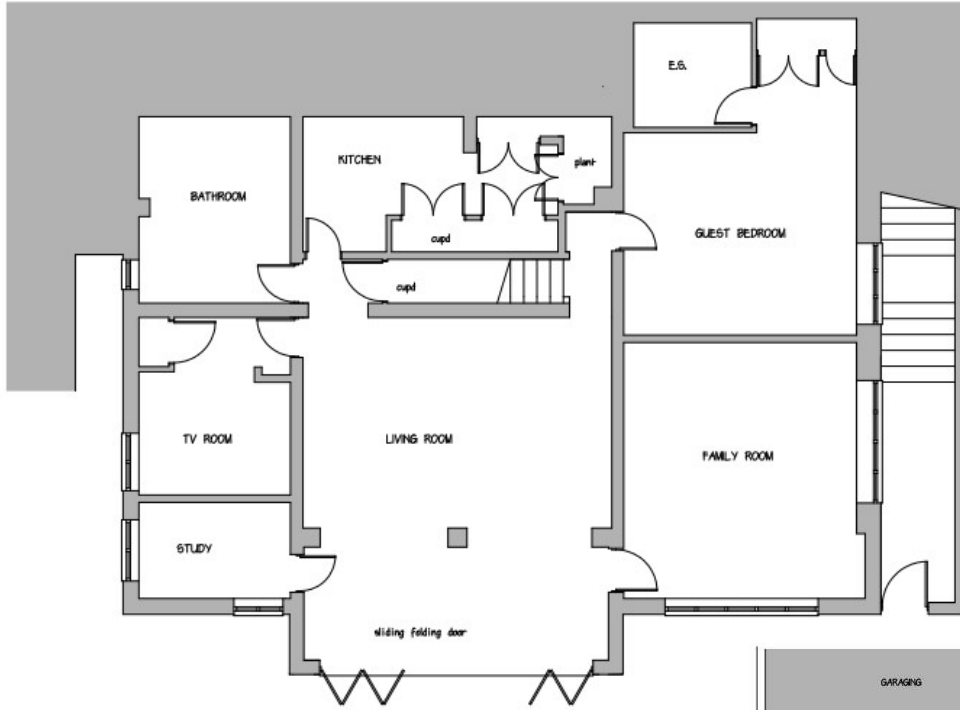 E.S.
KITCHEN
plant
BATHROOM
GUEST BEDROOM
cupd
cupd
TV ROOM
LIVING ROOM
FAMILY ROOM
STUDY
sliding folding door
GARAGING